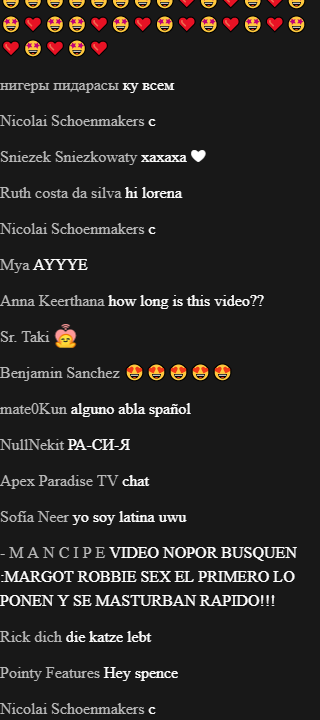 нигеры пидарасы ку всем
Nicolai Schoenmakers c
Sniezek Sniezkowaty xaxaxa 🤍
Ruth costa da silva hi lorena
Nicolai Schoenmakers c
Mya AYYYE
Anna Keerthana how long is this video??
Sr. Taki
Benjamin Sanchez 😍😍😍😍😍
mate0Kun alguno abla spañol
NullNekit РА-СИ-Я
Apex Paradise TV chat
Sofía Neer yo soy latina uwu
- M A N C I P E VIDEO NOPOR BUSQUEN
:MARGOT ROBBIE SEX EL PRIMERO LO
PONEN Y SE MASTURBAN RAPIDO!!!
Rick dich die katze lebt
Pointy Features Hey spence
Nicolai Schoenmakers c